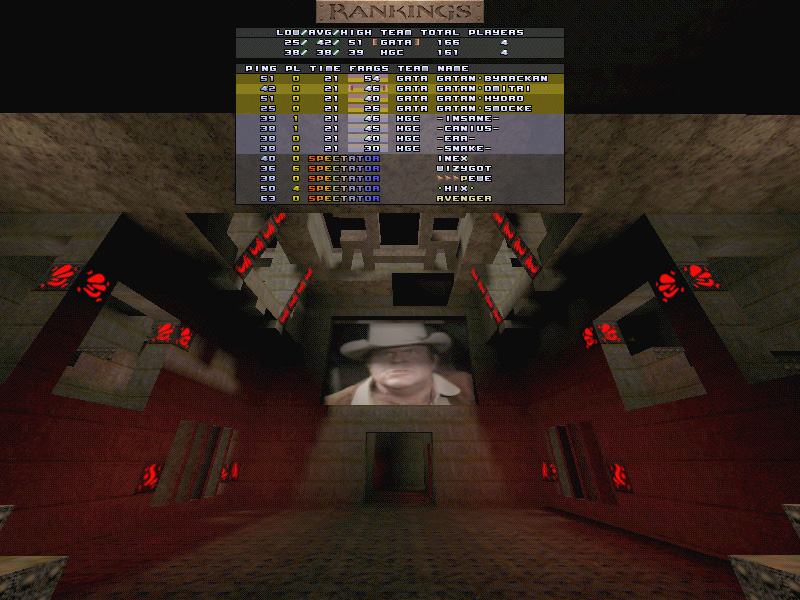 RANKINGS
LOW/AVG/HIGH TEAM TOTAL PLAYERS
25/ 42/ 51 [GATA] 166 4
38/ 38/ 39 HGC 161 4
PING PL TIME FRAGS TEAM NAME
51 0 21 54 GATA GATAN·BYARCKAN
42 0 21 [46] GATA GATAN·OMITAI
51 0 21 40 GATA GATAN·HYDRO
25 0 21 26 GATA GATAN·SMOCKE
39 1 21 46 HGC -INSANE-
38 1 21 45 HGC -CANIUS-
38 0 21 40 HGC -ERA-
38 0 21 30 HGC -SNAKE-
40 0 SPECTATOR INEX
36 6 SPECTATOR WIZYGOT
38 0 SPECTATOR PEWE
50 4 SPECTATOR ·HIX·
63 0 SPECTATOR AVENGER